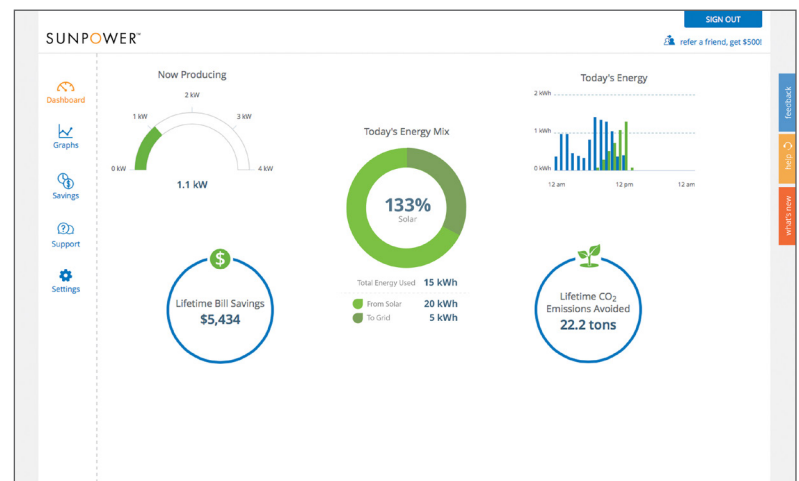 SIGN OUT
SUNPOWER™
refer a friend, get $500!
Dashboard
Graphs
Savings
Support
Settings
Now Producing
0 kW
1 kW
2 kW
3 kW
4 kW
1.1 kW
Today's Energy Mix
133%
Solar
Total Energy Used 15 kWh
From Solar 20 kWh
To Grid 5 kWh
Today's Energy
2 kWh
1 kWh
0 kWh
12 am 12 pm 12 am
$
Lifetime Bill Savings
$5,434
Lifetime CO₂
Emissions Avoided
22.2 tons
feedback
help
what's new